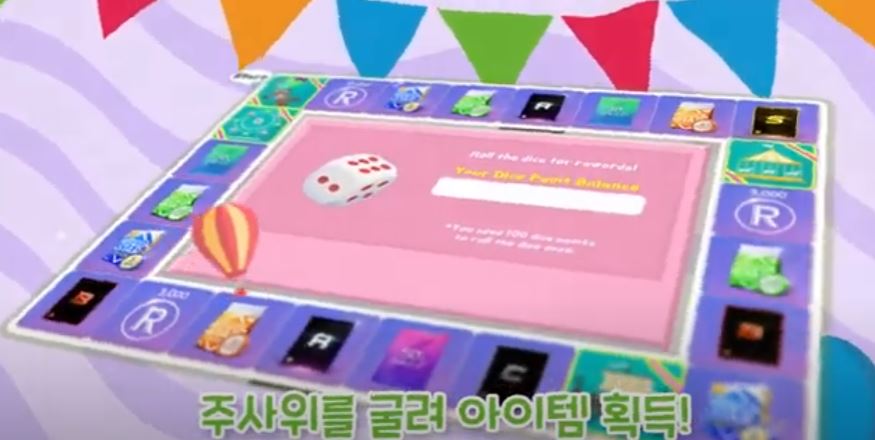 Start
R
A
S
Roll the dice for rewards!
Your Dice Point Balance
3,000
R
*You need 100 dice points
to roll the dice once.
3,000
R
A
C
주사위를 굴려 아이템 획득!